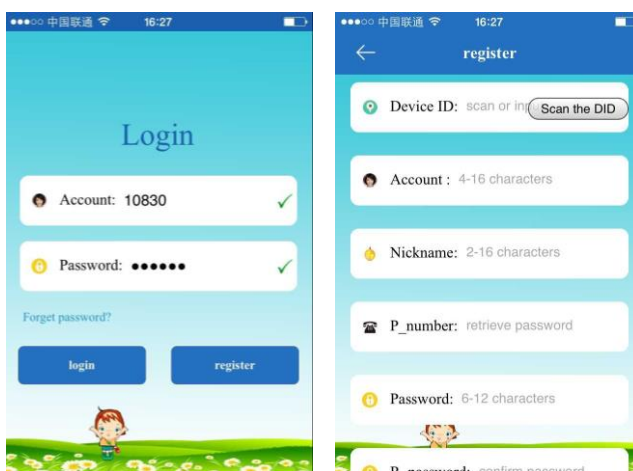 中国联通 16:27
Login
Account: 10830
Password: ●●●●●●
Forget password?
login register
中国联通 16:27
register
Device ID: scan or inp Scan the DID
Account : 4-16 characters
Nickname: 2-16 characters
P_number: retrieve password
Password: 6-12 characters
P_password: confirm password